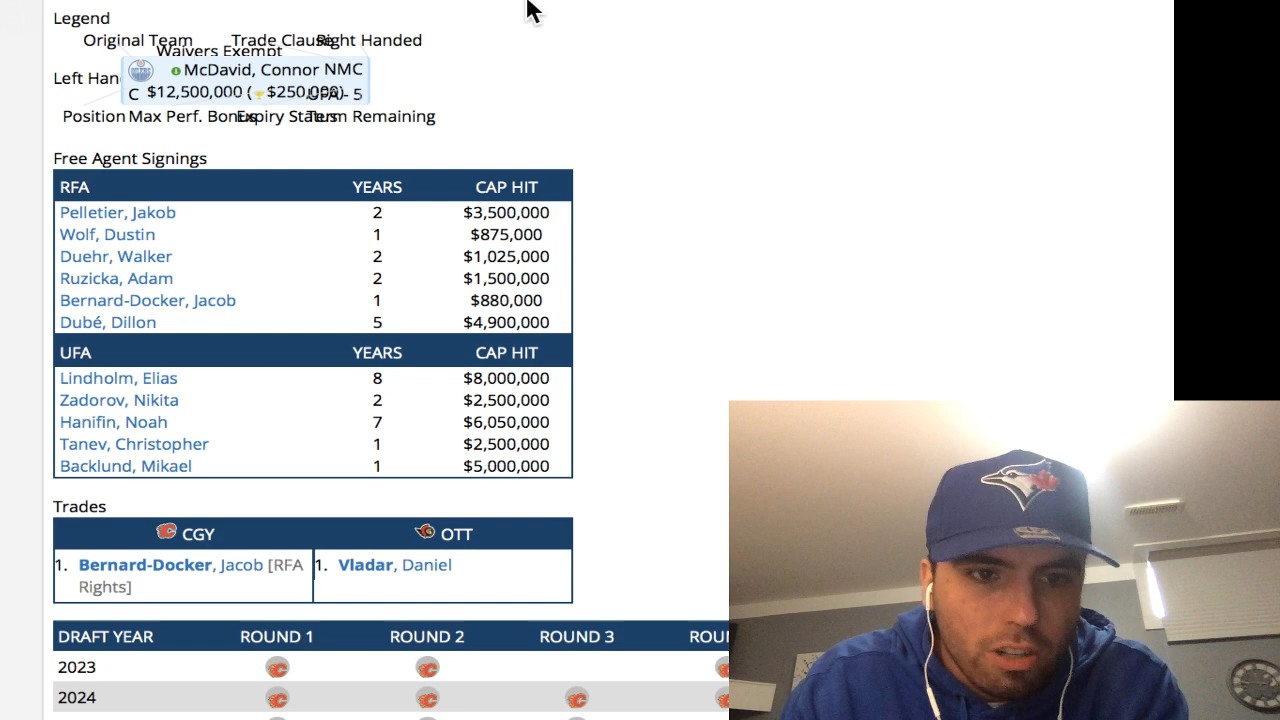 Legend
Original Team Trade Clause Right Handed
Waivers Exempt
Left Han
McDavid, Connor NMC
C $12,500,000 ( $250,000) UFA - 5
Position Max Perf. Bonus Expiry Status Term Remaining
Free Agent Signings
RFA YEARS CAP HIT
Pelletier, Jakob 2 $3,500,000
Wolf, Dustin 1 $875,000
Duehr, Walker 2 $1,025,000
Ruzicka, Adam 2 $1,500,000
Bernard-Docker, Jacob 1 $880,000
Dubé, Dillon 5 $4,900,000
UFA YEARS CAP HIT
Lindholm, Elias 8 $8,000,000
Zadorov, Nikita 2 $2,500,000
Hanifin, Noah 7 $6,050,000
Tanev, Christopher 1 $2,500,000
Backlund, Mikael 1 $5,000,000
Trades
CGY OTT
1. Bernard-Docker, Jacob [RFA Rights] 1. Vladar, Daniel
DRAFT YEAR ROUND 1 ROUND 2 ROUND 3 ROU
2023
2024